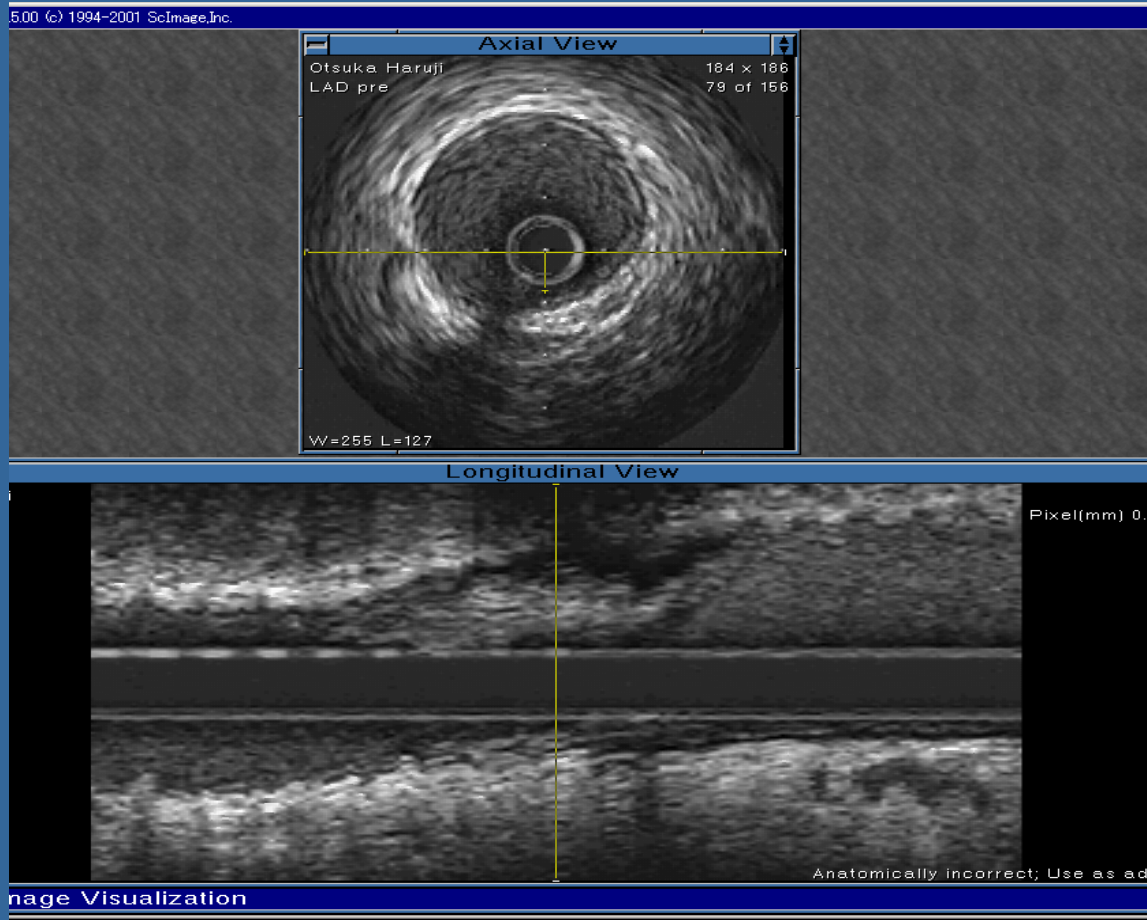 5.00 (c) 1994-2001 ScImage,Inc.
Axial View
Otsuka Haruji
184 x 186
LAD pre
79 of 156
W=255 L=127
Longitudinal View
i
Pixel(mm) 0.
Anatomically incorrect; Use as ad
mage Visualization